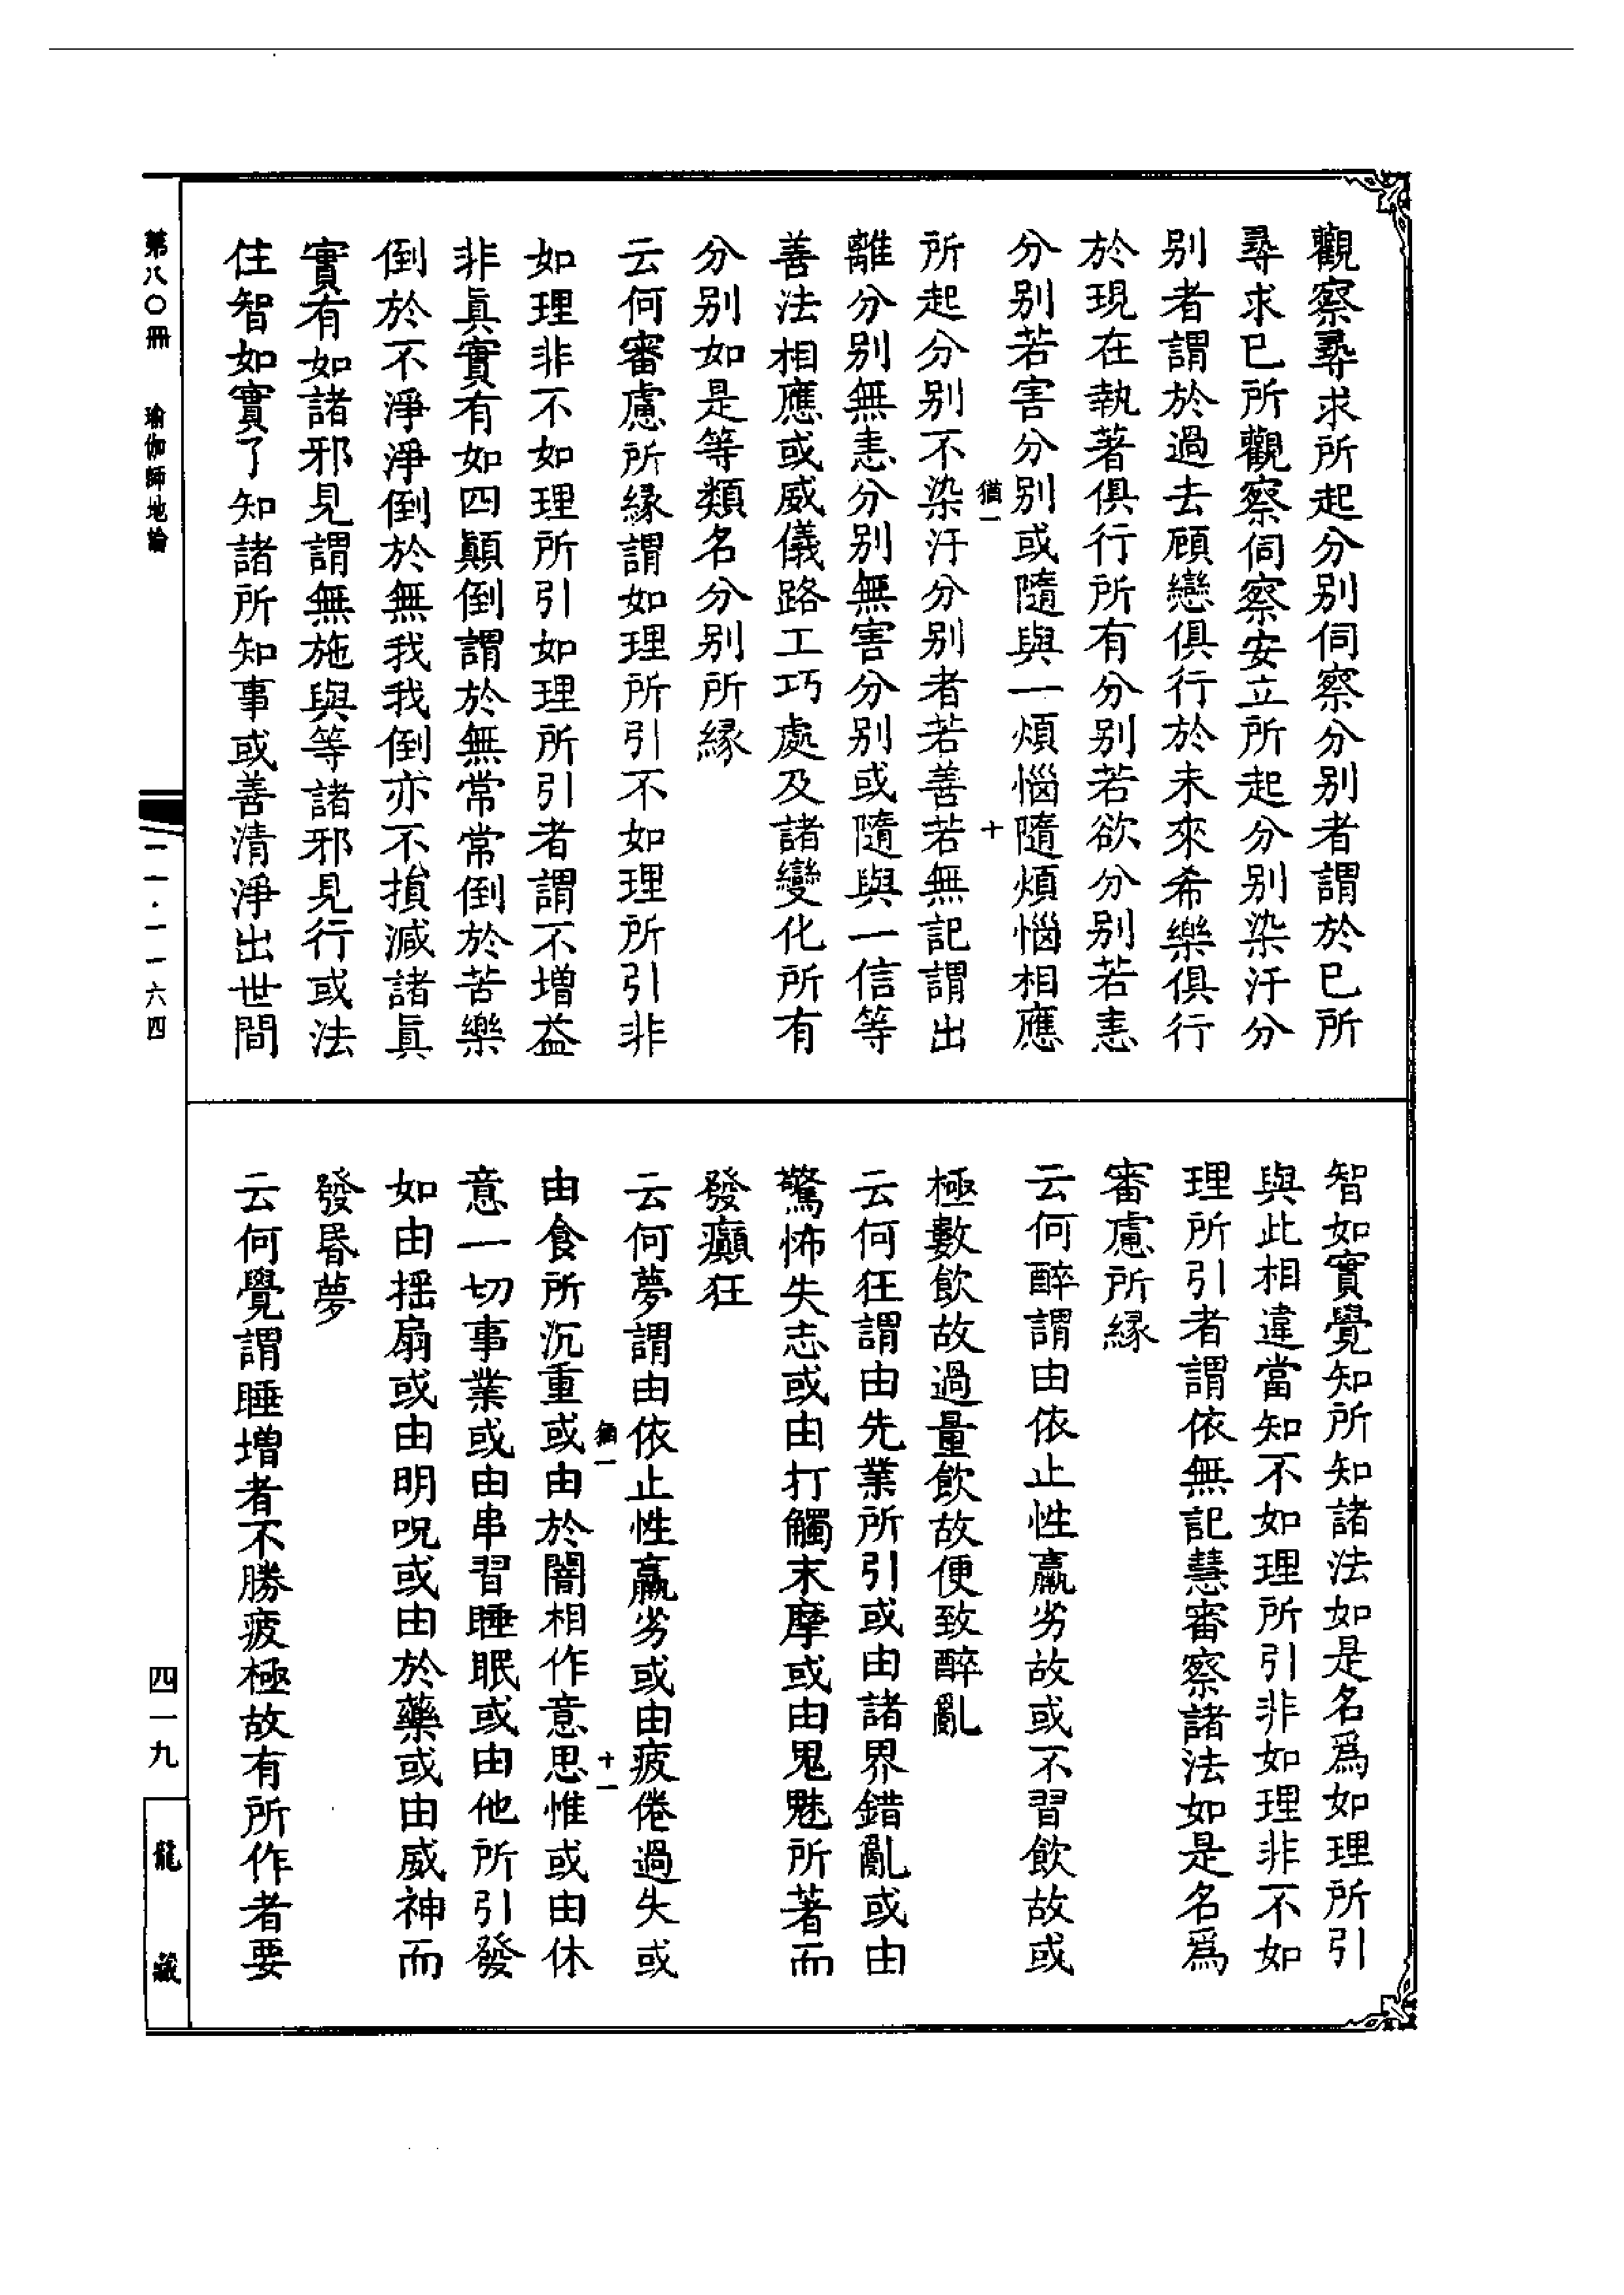 觀察尋求所起分别伺察分别者謂於已所
尋求已所觀察伺察安立所起分别染汙分
别者謂於過去顧戀俱行於未來希樂俱行
於現在執著俱行所有分别若欲分别若恚
分别若害分别或隨與一煩惱隨煩惱相應
猶一
十
所起分别不染汙分别者若善若無記謂出
離分别無恚分别無害分别或隨與一信等
善法相應或威儀路工巧處及諸變化所有
分别如是等類名分别所緣
云何審慮所緣謂如理所引不如理所引非
如理非不如理所引如理所引者謂不增益
非眞實有如四顚倒謂於無常常倒於苦樂
倒於不淨淨倒於無我我倒亦不損減諸眞
實有如諸邪見謂無施與等諸邪見行或法
住智如實了知諸所知事或善清淨出世間
智如實覺知所知諸法如是名爲如理所引
與此相違當知不如理所引非如理非不如
理所引者謂依無記慧審察諸法如是名爲
審慮所緣
云何醉謂由依止性羸劣故或不習飲故或
極數飲故過量飲故便致醉亂
云何狂謂由先業所引或由諸界錯亂或由
驚怖失志或由打觸末摩或由鬼魅所著而
發癲狂
云何夢謂由依止性羸劣或由疲倦過失或
猶一
十一
由食所沉重或由於闇相作意思惟或由休
意一切事業或由串習睡眠或由他所引發
如由揺扇或由明呪或由於藥或由威神而
發昬夢
云何覺謂睡增者不勝疲極故有所作者要
第八〇冊
瑜伽師地論
一一·一一六四
四一九
龍藏